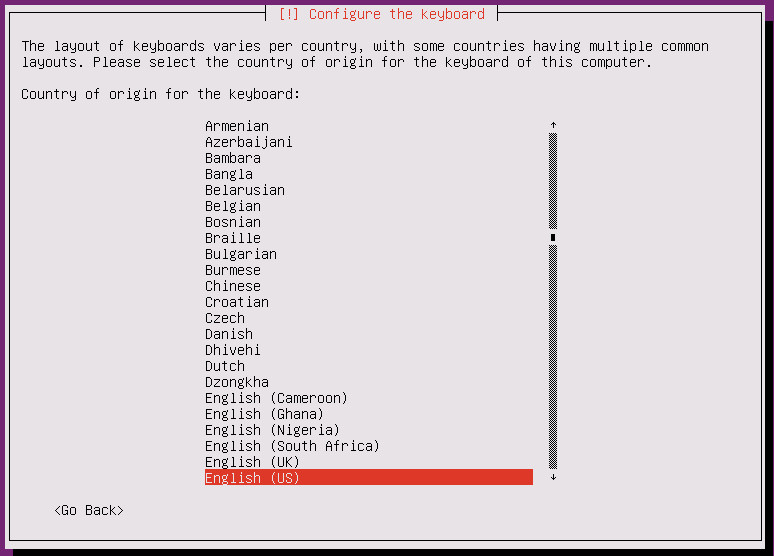 [!] Configure the keyboard
The layout of keyboards varies per country, with some countries having multiple common
layouts. Please select the country of origin for the keyboard of this computer.
Country of origin for the keyboard:
Armenian
Azerbaijani
Bambara
Bangla
Belarusian
Belgian
Bosnian
Braille
Bulgarian
Burmese
Chinese
Croatian
Czech
Danish
Dhivehi
Dutch
Dzongkha
English (Cameroon)
English (Ghana)
English (Nigeria)
English (South Africa)
English (UK)
English (US)
<Go Back>